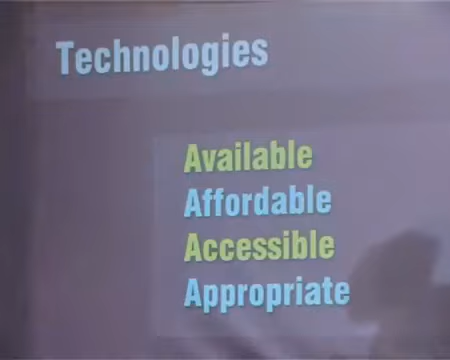 Technologies
Available
Affordable
Accessible
Appropriate